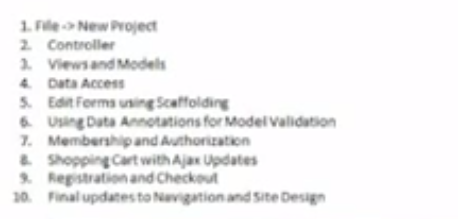 1. File -> New Project
2. Controller
3. Views and Models
4. Data Access
5. Edit Forms using Scaffolding
6. Using Data Annotations for Model Validation
7. Membership and Authorization
8. Shopping Cart with Ajax Updates
9. Registration and Checkout
10. Final updates to Navigation and Site Design